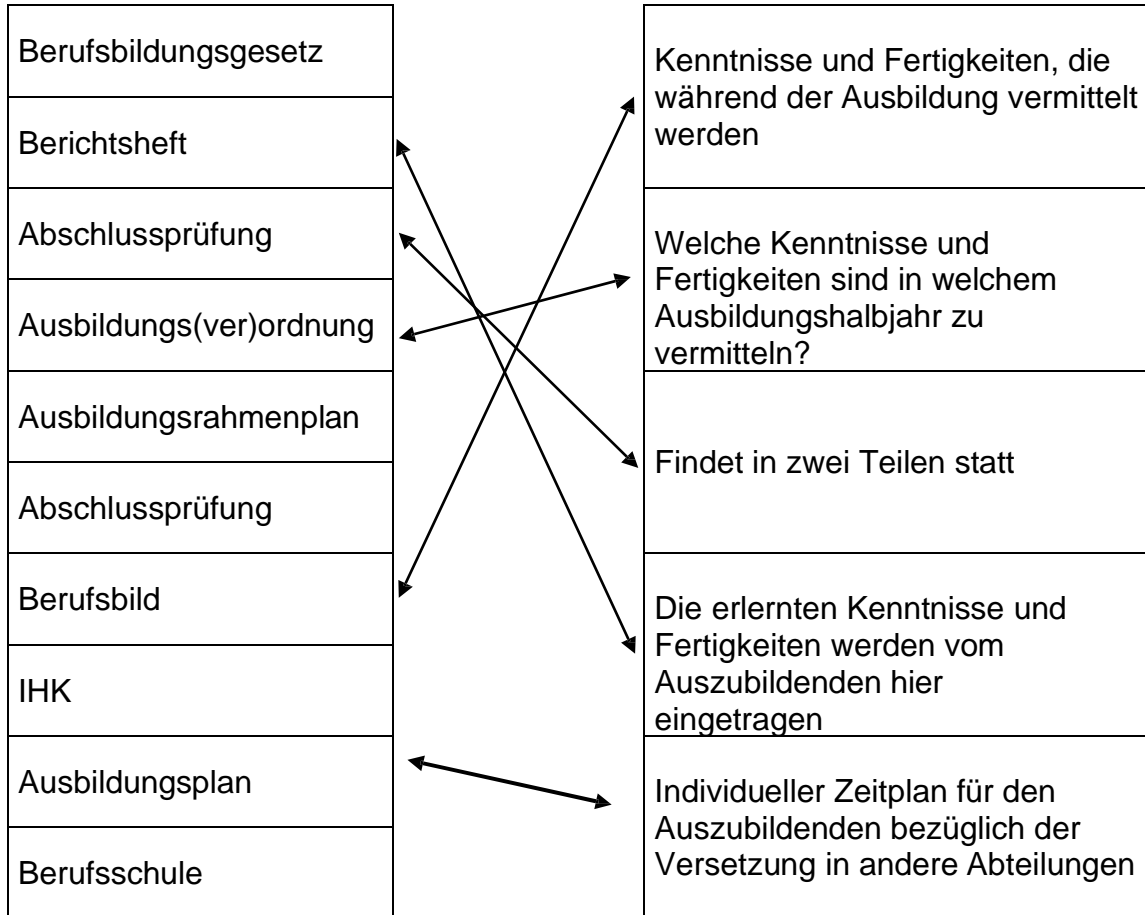 Berufsbildungsgesetz
Berichtsheft
Abschlussprüfung
Ausbildungs(ver)ordnung
Ausbildungsrahmenplan
Abschlussprüfung
Berufsbild
IHK
Ausbildungsplan
Berufsschule
Kenntnisse und Fertigkeiten, die
während der Ausbildung vermittelt
werden
Welche Kenntnisse und
Fertigkeiten sind in welchem
Ausbildungshalbjahr zu
vermitteln?
Findet in zwei Teilen statt
Die erlernten Kenntnisse und
Fertigkeiten werden vom
Auszubildenden hier
eingetragen
Individueller Zeitplan für den
Auszubildenden bezüglich der
Versetzung in andere Abteilungen